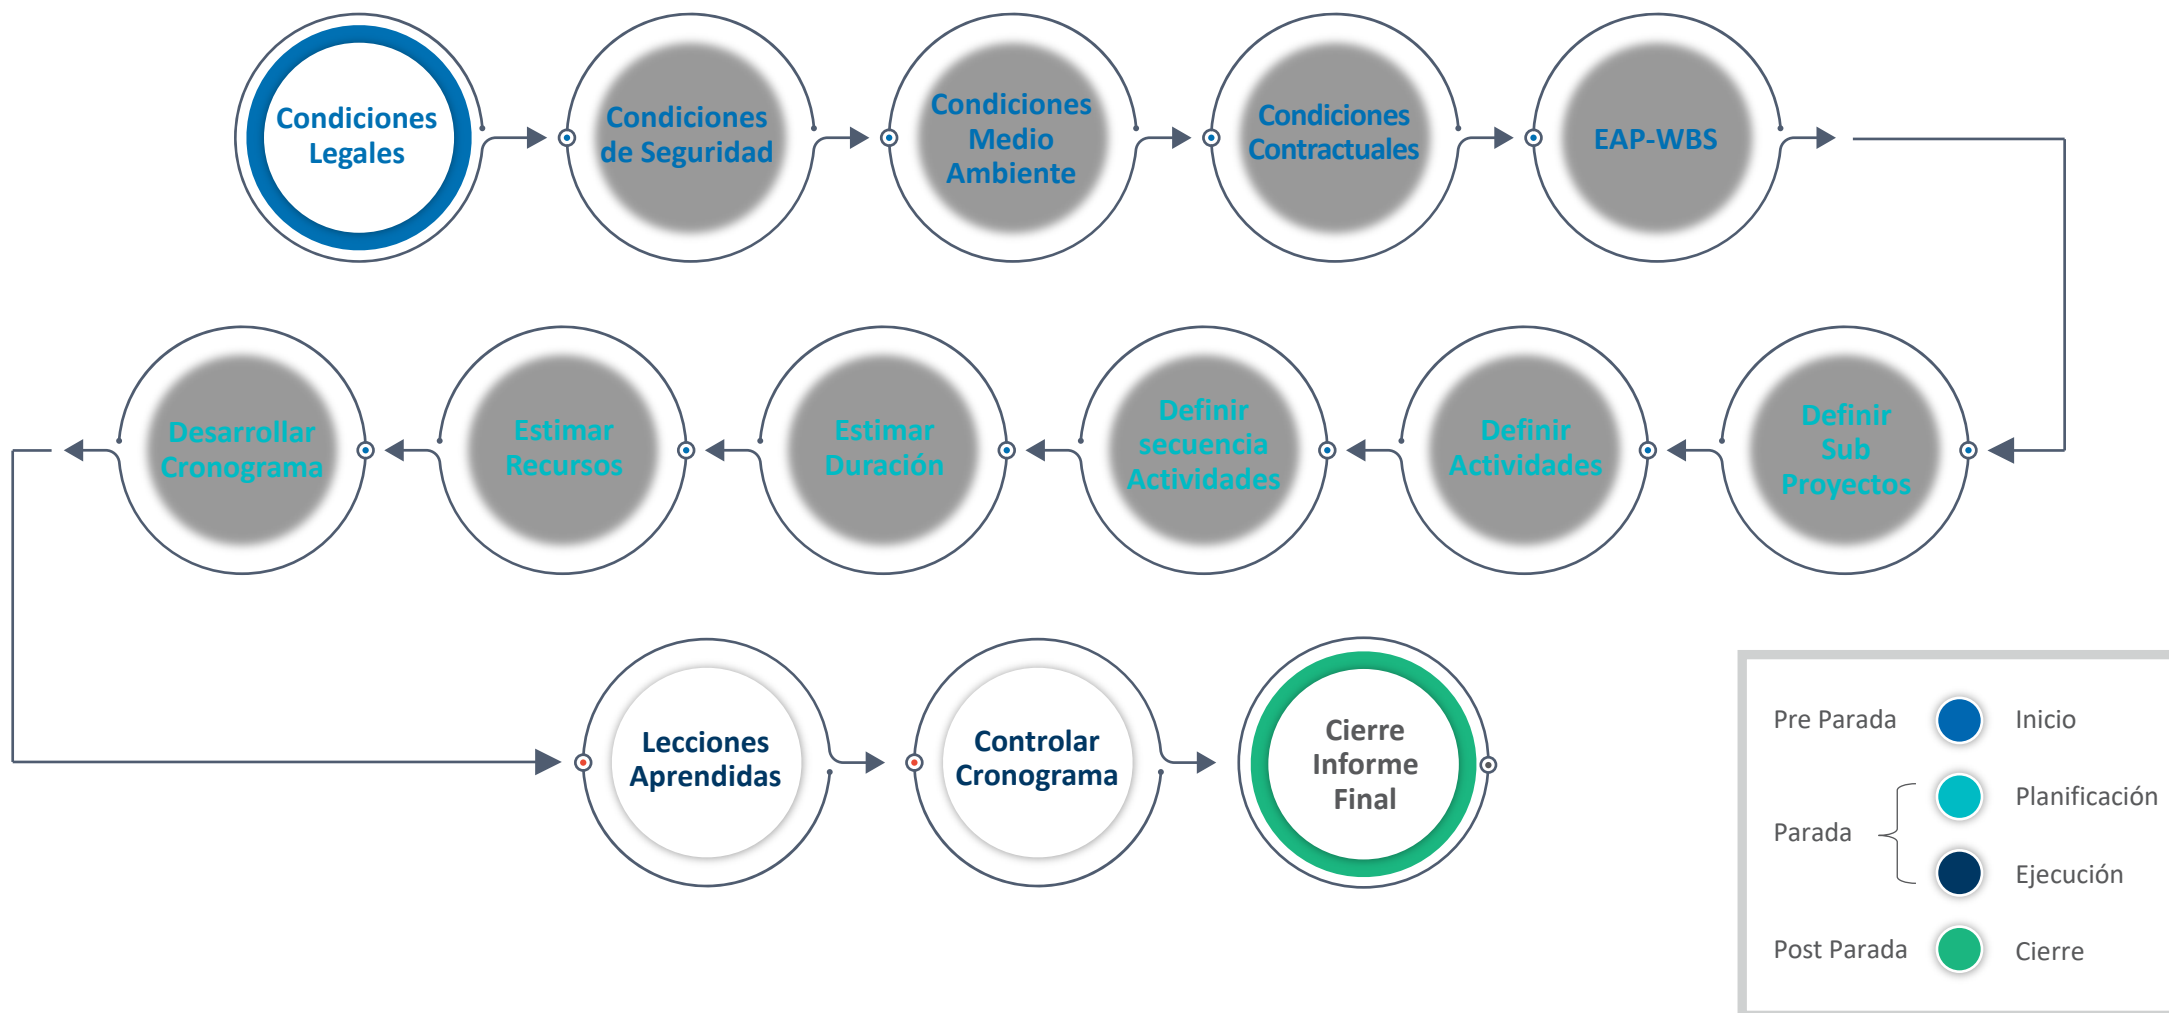 Condiciones
Legales
Condiciones
de Seguridad
Condiciones
Medio
Ambiente
Condiciones
Contractuales
EAP-WBS
Desarrollar
Cronograma
Estimar
Recursos
Estimar
Duración
Definir
secuencia
Actividades
Definir
Actividades
Definir
Sub
Proyectos
Lecciones
Aprendidas
Controlar
Cronograma
Cierre
Informe
Final
Pre Parada
Inicio
Planificación
Parada
Ejecución
Post Parada
Cierre